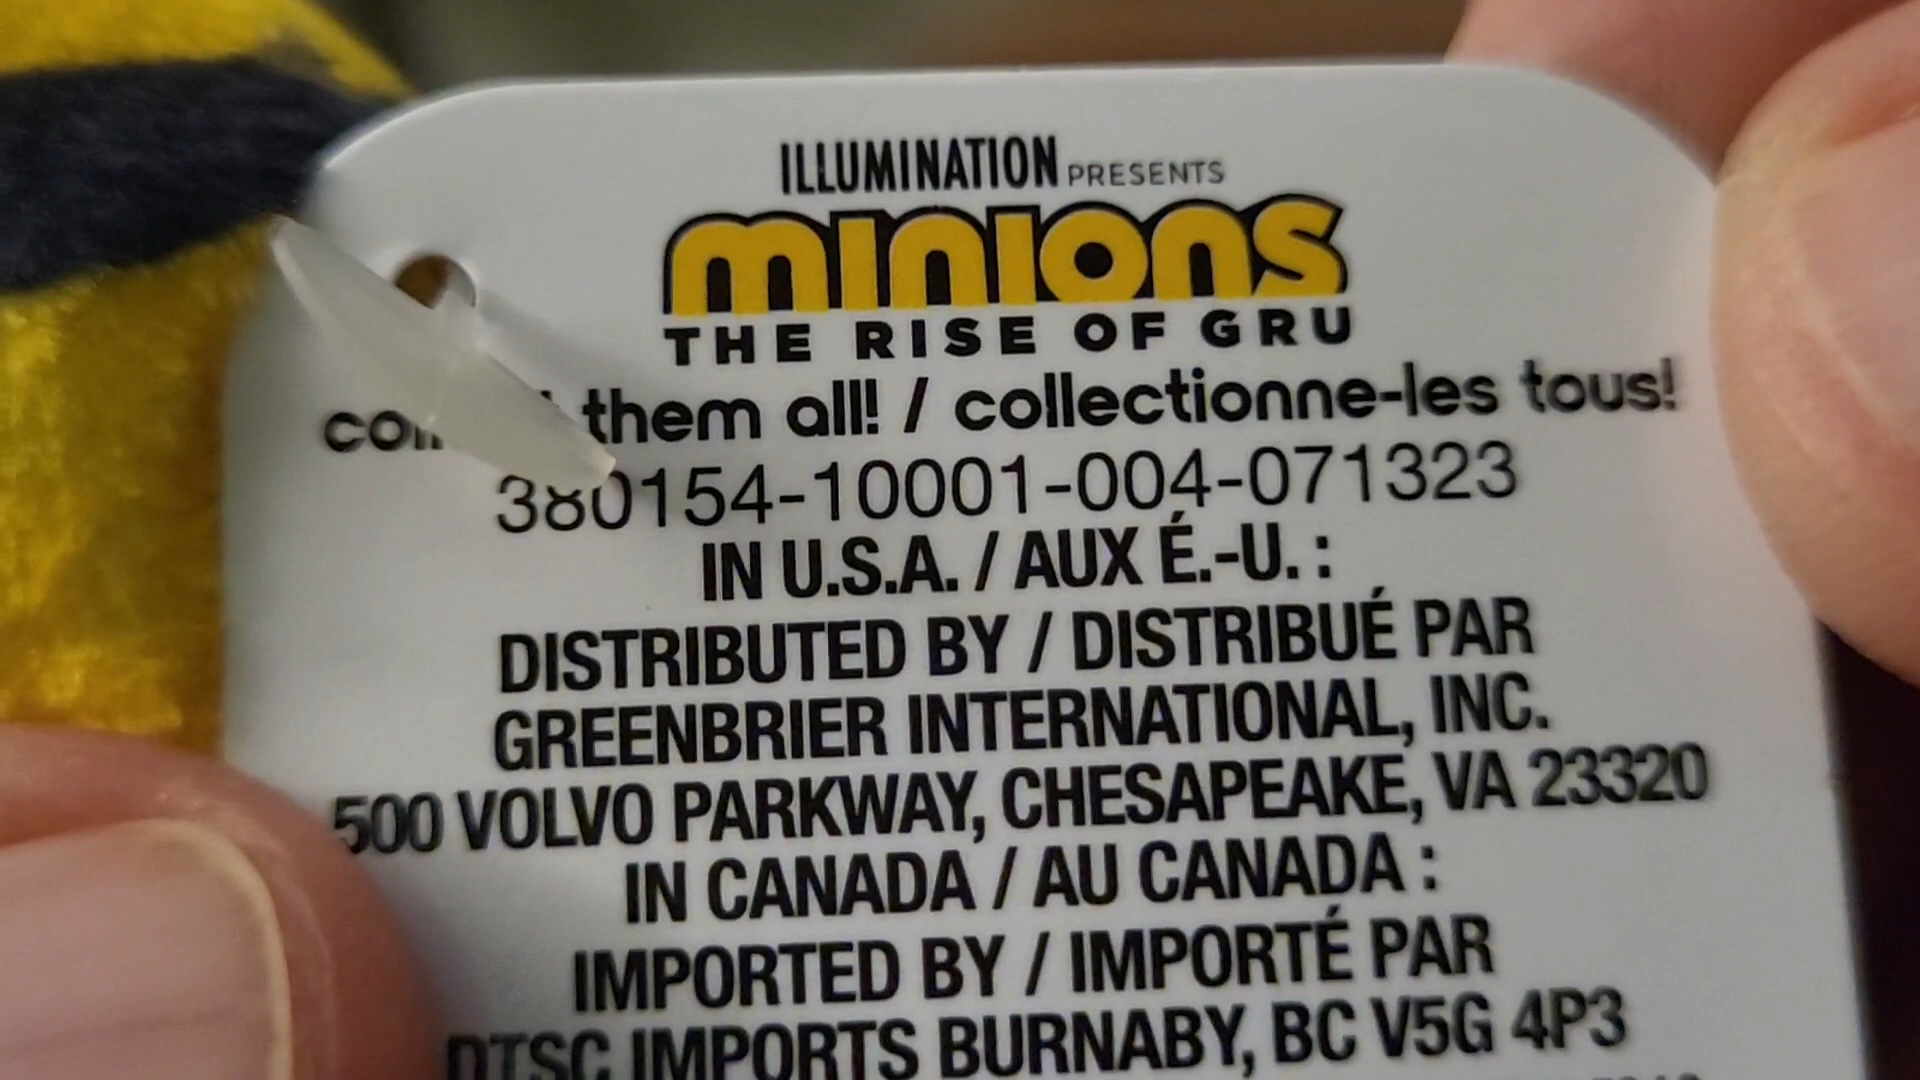 ILLUMINATION PRESENTS
minions
THE RISE OF GRU
them all! / collectionne-les tous!
380154-10001-004-071323
IN U.S.A. / AUX É.-U. :
DISTRIBUTED BY / DISTRIBUÉ PAR
GREENBRIER INTERNATIONAL, INC.
500 VOLVO PARKWAY, CHESAPEAKE, VA 23320
IN CANADA / AU CANADA :
IMPORTED BY / IMPORTÉ PAR
DTSC IMPORTS BURNABY, BC V5G 4P3